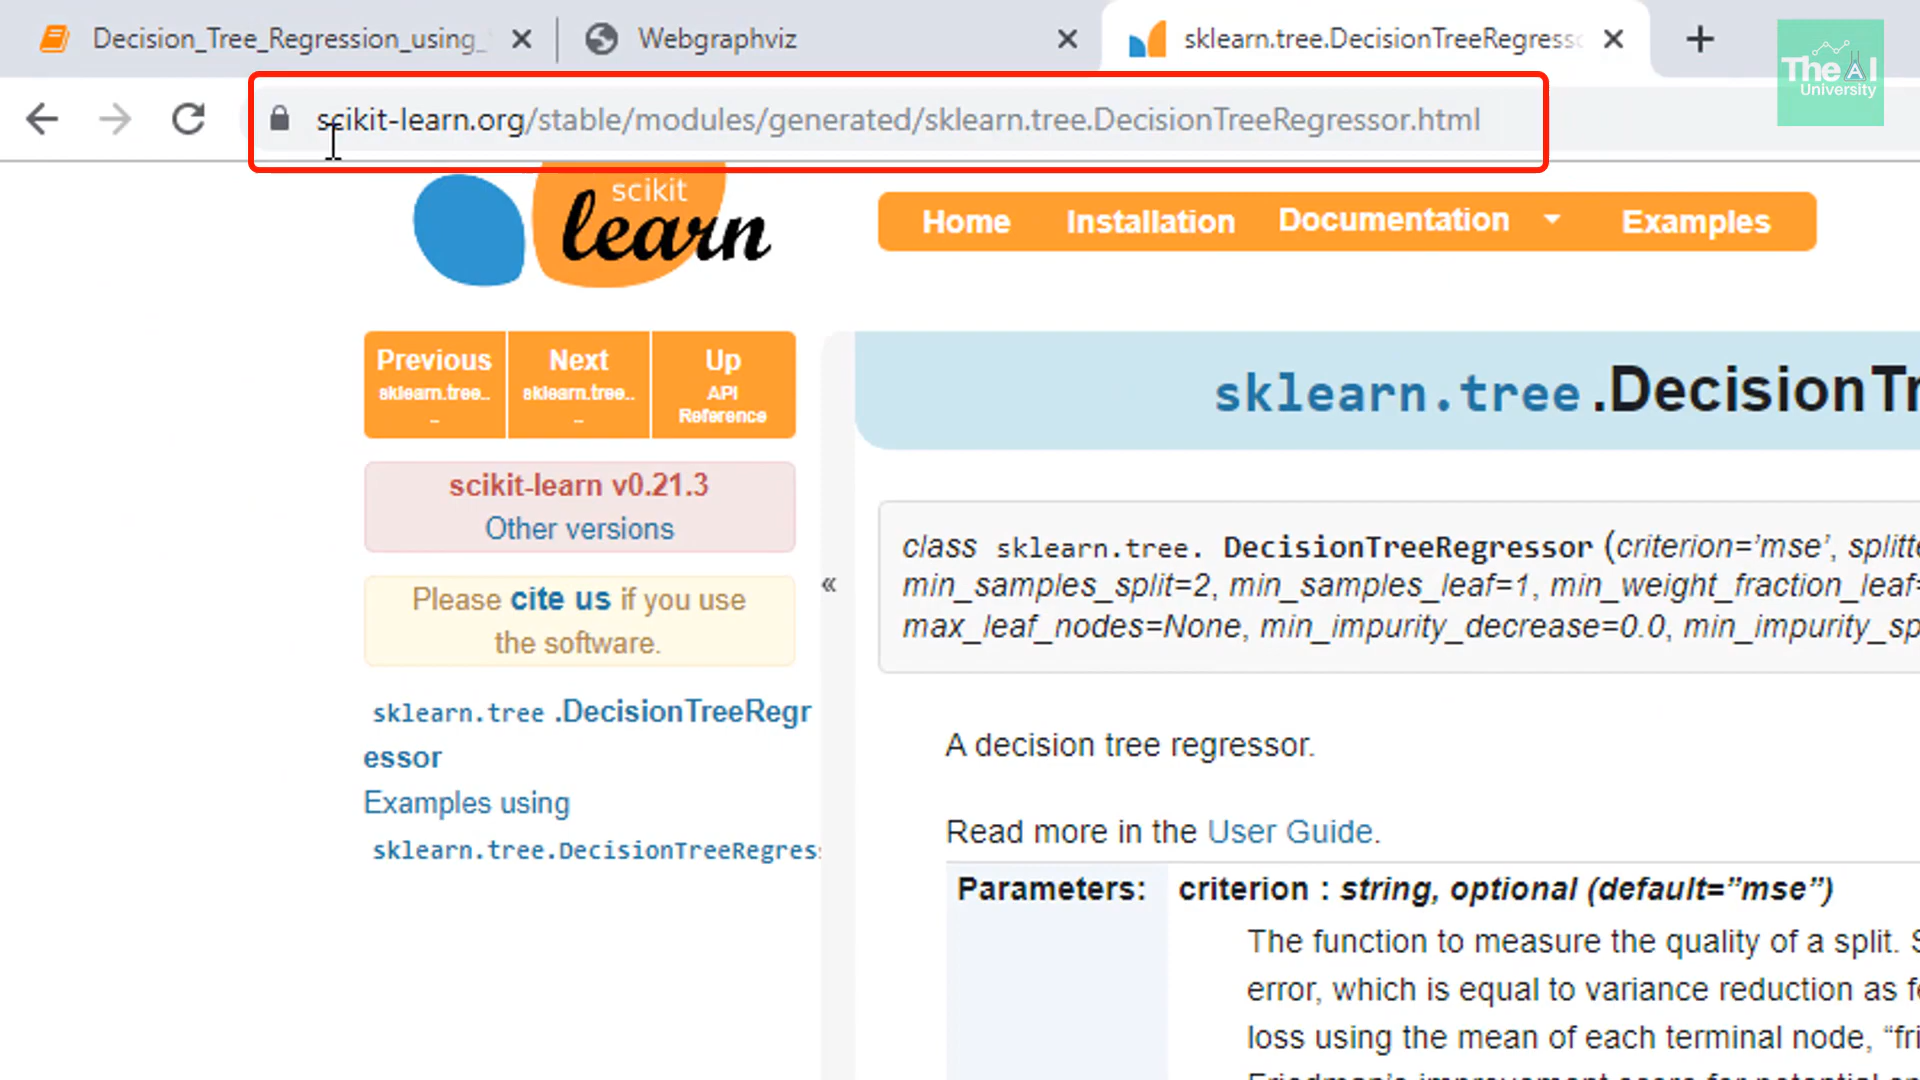 Decision_Tree_Regression_using_
Webgraphviz
sklearn.tree.DecisionTreeRegresso
The AI
University
scikit-learn.org/stable/modules/generated/sklearn.tree.DecisionTreeRegressor.html
scikit
learn
Home
Installation
Documentation
Examples
Previous
sklearn.tree..
Next
sklearn.tree..
Up
API
Reference
sklearn.tree .DecisionTr
scikit-learn v0.21.3
Other versions
Please cite us if you use
the software.
«
class sklearn.tree. DecisionTreeRegressor (criterion='mse', splitte
min_samples_split=2, min_samples_leaf=1, min_weight_fraction_leaf=
max_leaf_nodes=None, min_impurity_decrease=0.0, min_impurity_sp
sklearn.tree .DecisionTreeRegr
essor
Examples using
sklearn.tree.DecisionTreeRegress
A decision tree regressor.
Read more in the User Guide.
Parameters:
criterion : string, optional (default=”mse”)
The function to measure the quality of a split. S
error, which is equal to variance reduction as fe
loss using the mean of each terminal node, “fri